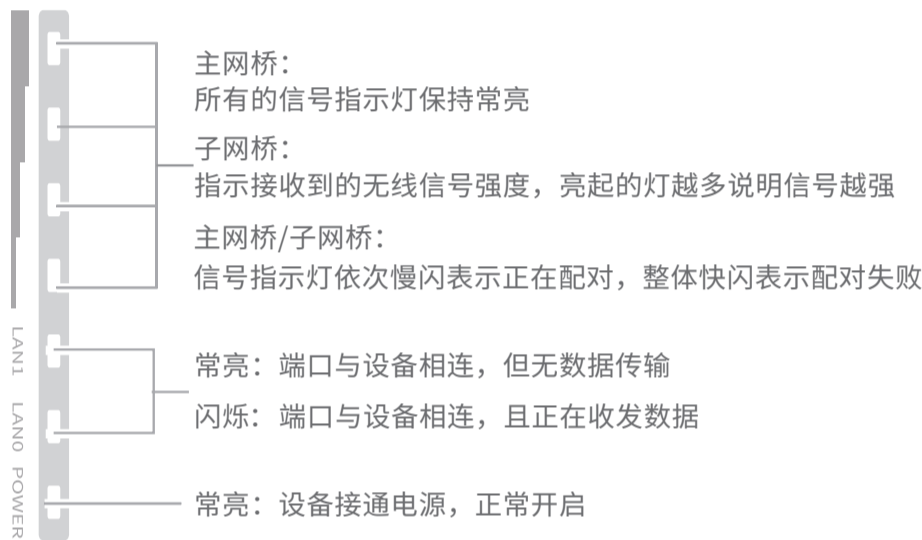 主网桥：
所有的信号指示灯保持常亮
子网桥：
指示接收到的无线信号强度，亮起的灯越多说明信号越强
主网桥/子网桥：
信号指示灯依次慢闪表示正在配对，整体快闪表示配对失败
LAN1
常亮：端口与设备相连，但无数据传输
LAN0
闪烁：端口与设备相连，且正在收发数据
POWER
常亮：设备接通电源，正常开启